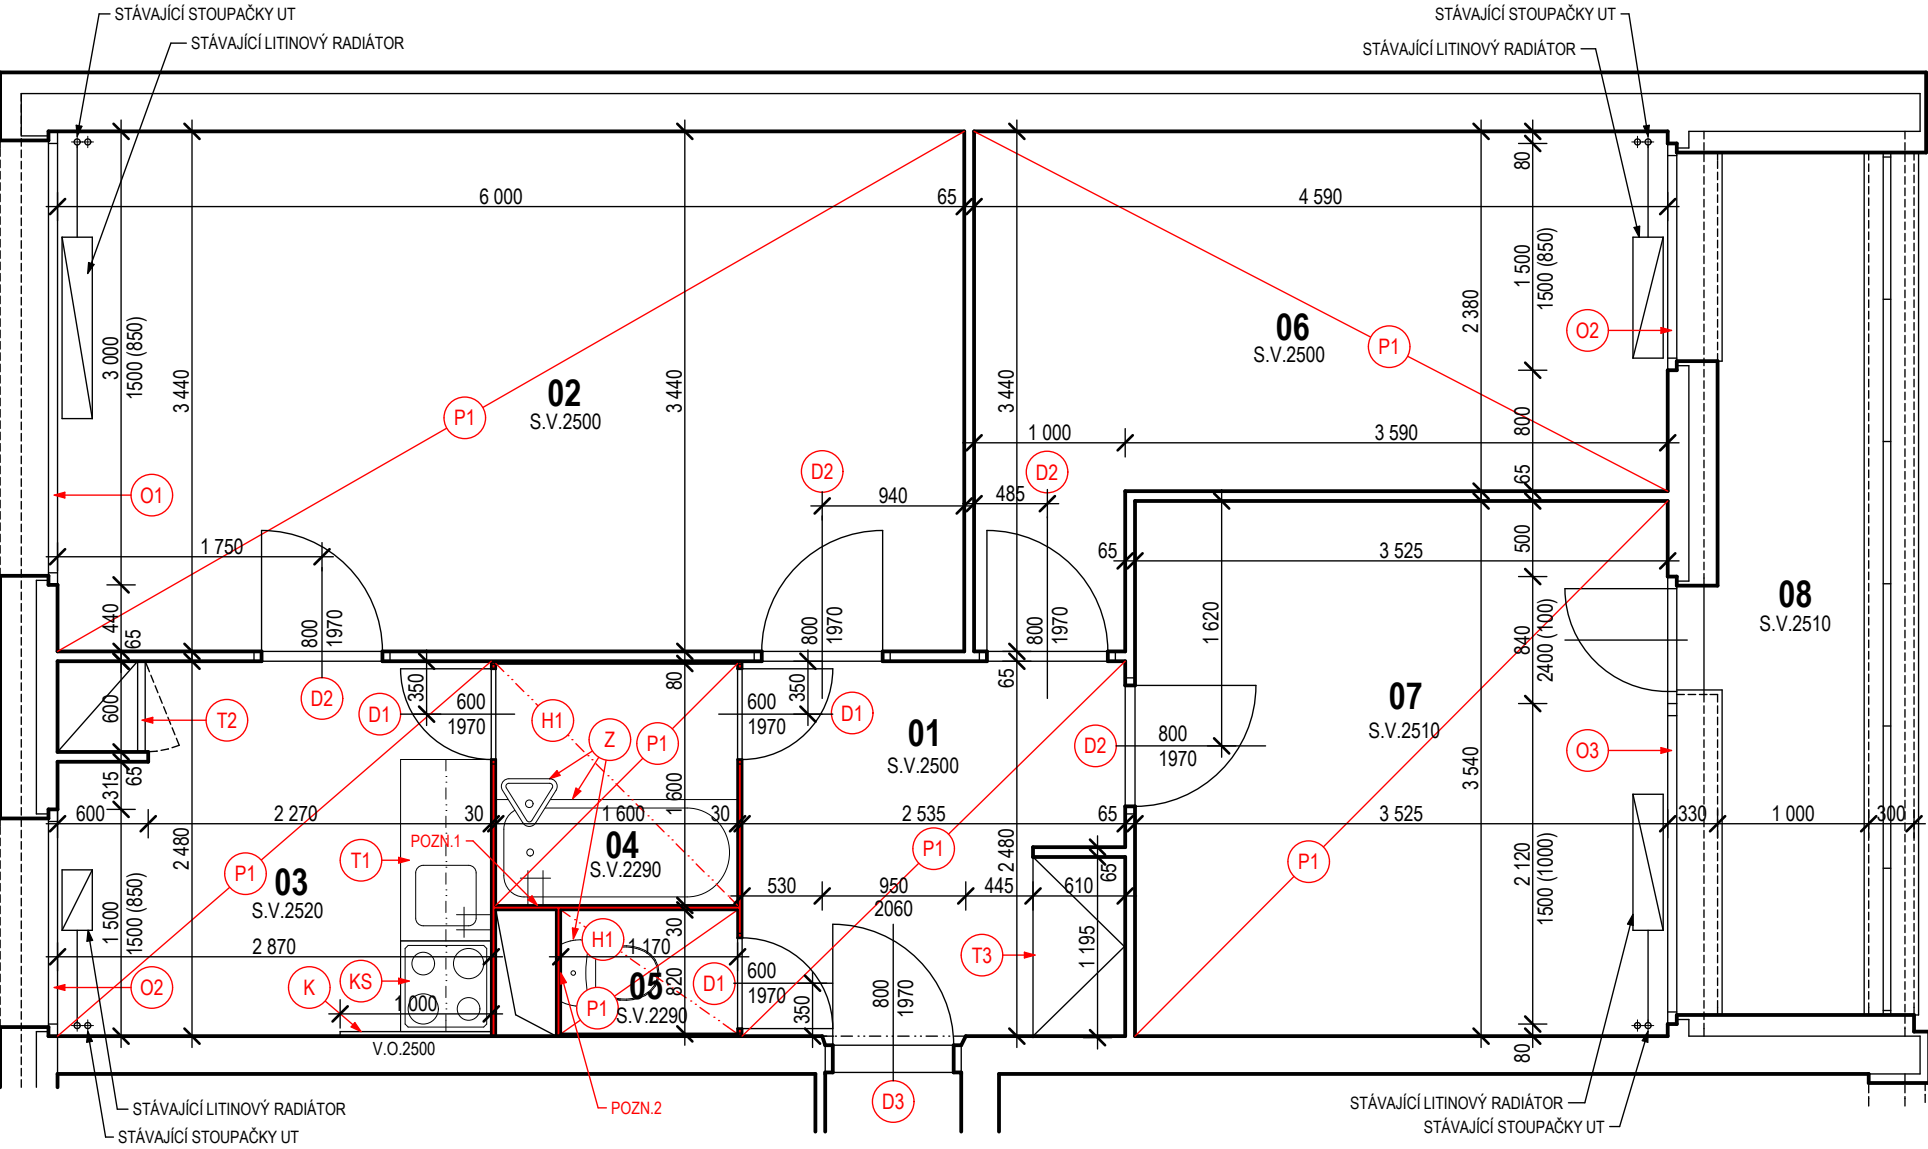 STÁVAJÍCÍ STOUPAČKY UT
STÁVAJÍCÍ LITINOVÝ RADIÁTOR
STÁVAJÍCÍ STOUPAČKY UT
STÁVAJÍCÍ LITINOVÝ RADIÁTOR
6 000
65
4 590
80
3 000
1500 (850)
3 440
3 440
3 440
2 380
1 500
1500 (850)
02
S.V.2500
P1
06
S.V.2500
P1
O2
1 000
3 590
800
65
O1
D2
D2
940
485
1 750
65
3 525
500
440
65
800
1970
800
1970
800
1970
1 620
840
2400 (100)
08
S.V.2510
600
T2
D2
D1
350
600
1970
H1
80
Z
P1
600
1970
350
D1
65
01
S.V.2500
D2
800
1970
07
S.V.2510
O3
3 540
315
65
600
2 270
30
1 600
1 600
30
2 535
65
3 525
330
1 000
300
2 480
POZN.1
T1
04
S.V.2290
P1
2 480
P1
P1
03
S.V.2520
530
950
445
610
65
2060
2 120
1500 (1000)
1 500
1500 (850)
2 870
30
H1
1 170
T3
1 195
O2
K
KS
1 000
820
05
S.V.2290
P1
D1
600
1970
350
800
1970
V.O.2500
80
D3
POZN.2
STÁVAJÍCÍ LITINOVÝ RADIÁTOR
STÁVAJÍCÍ STOUPAČKY UT
STÁVAJÍCÍ LITINOVÝ RADIÁTOR
STÁVAJÍCÍ STOUPAČKY UT